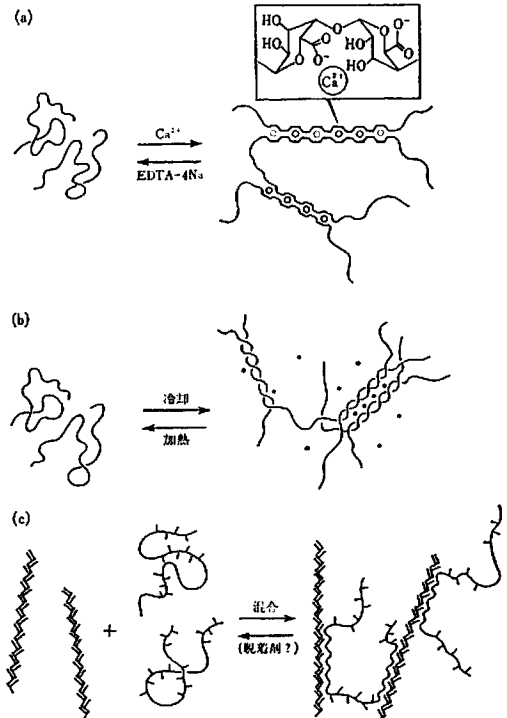 (a)
HO O O O⁻
HO O O HO O
O⁻ HO
Ca²⁺
Ca²⁺
EDTA-4Na
(b)
冷却
加熱
(c)
+
混合
(脱着剤?)